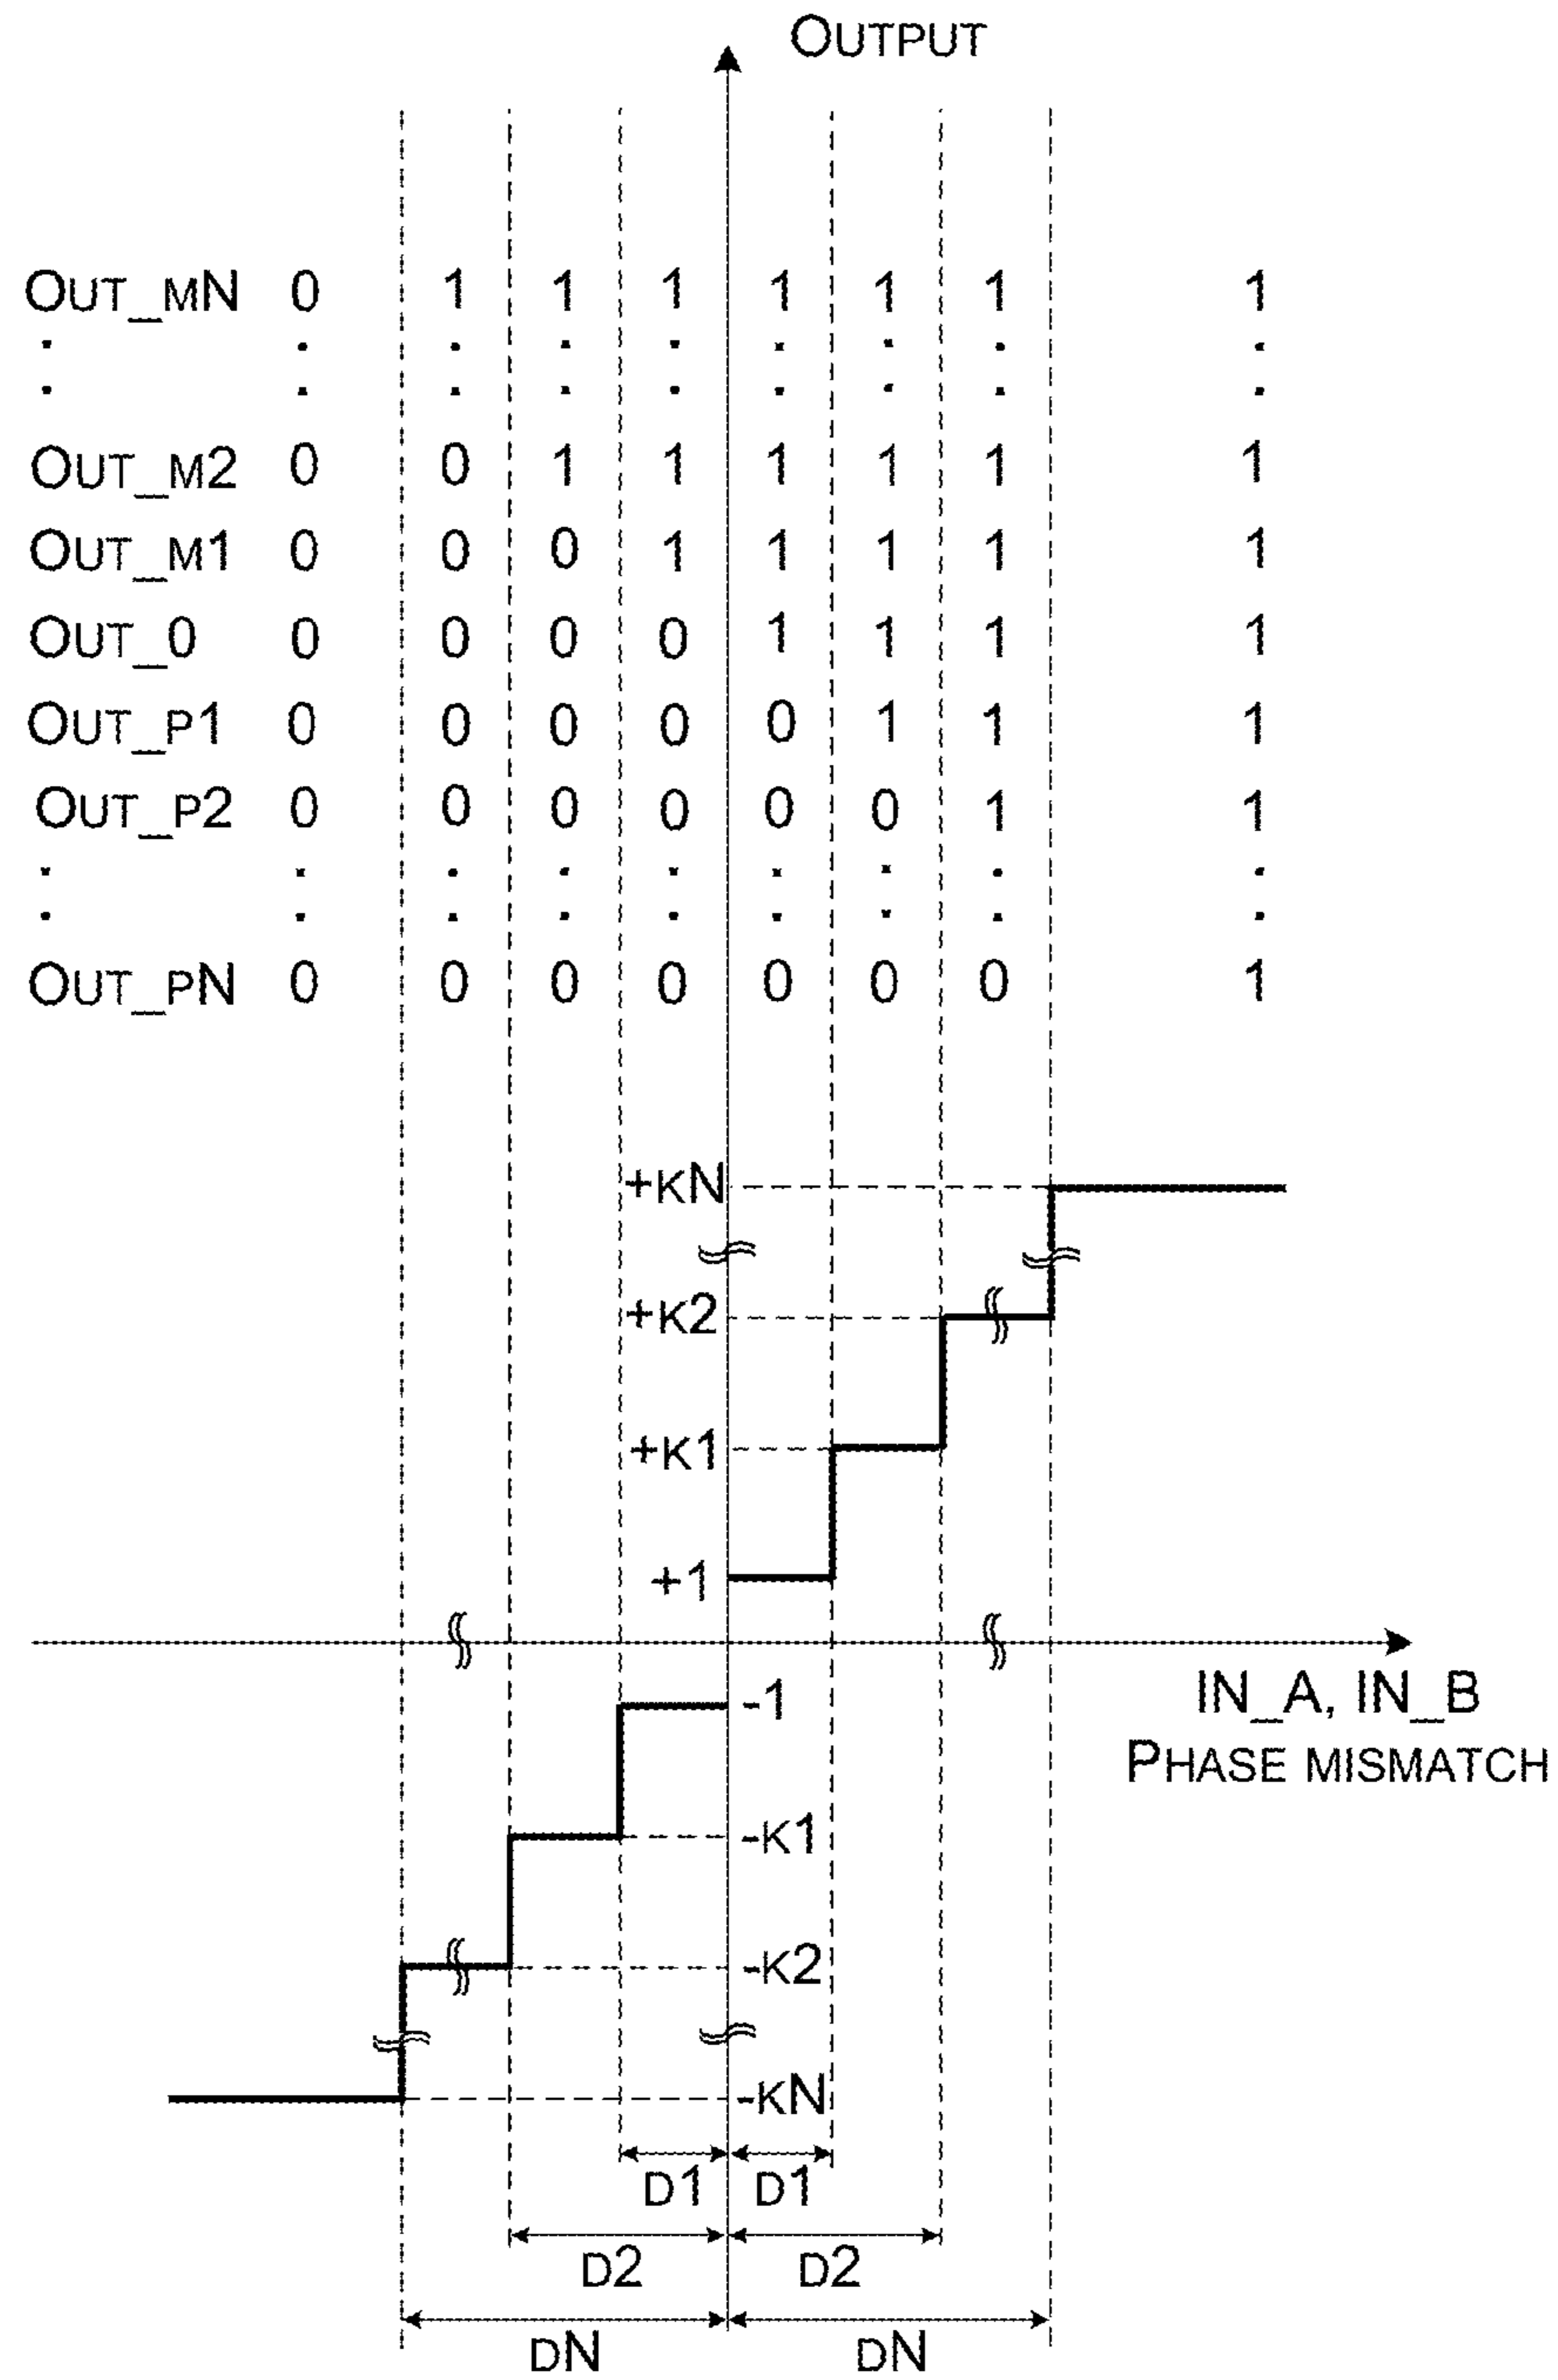 OUTPUT
OUT_MN 0 1 1 1 1 1 1 1
. . . . . . . . .
. . . . . . . . .
OUT_M2 0 0 1 1 1 1 1 1
OUT_M1 0 0 0 1 1 1 1 1
OUT_0 0 0 0 0 1 1 1 1
OUT_P1 0 0 0 0 0 1 1 1
OUT_P2 0 0 0 0 0 0 1 1
. . . . . . . . .
. . . . . . . . .
OUT_PN 0 0 0 0 0 0 0 1
+KN
+K2
+K1
+1
IN_A, IN_B
PHASE MISMATCH
-1
-K1
-K2
-KN
D1 D1
D2 D2
DN DN